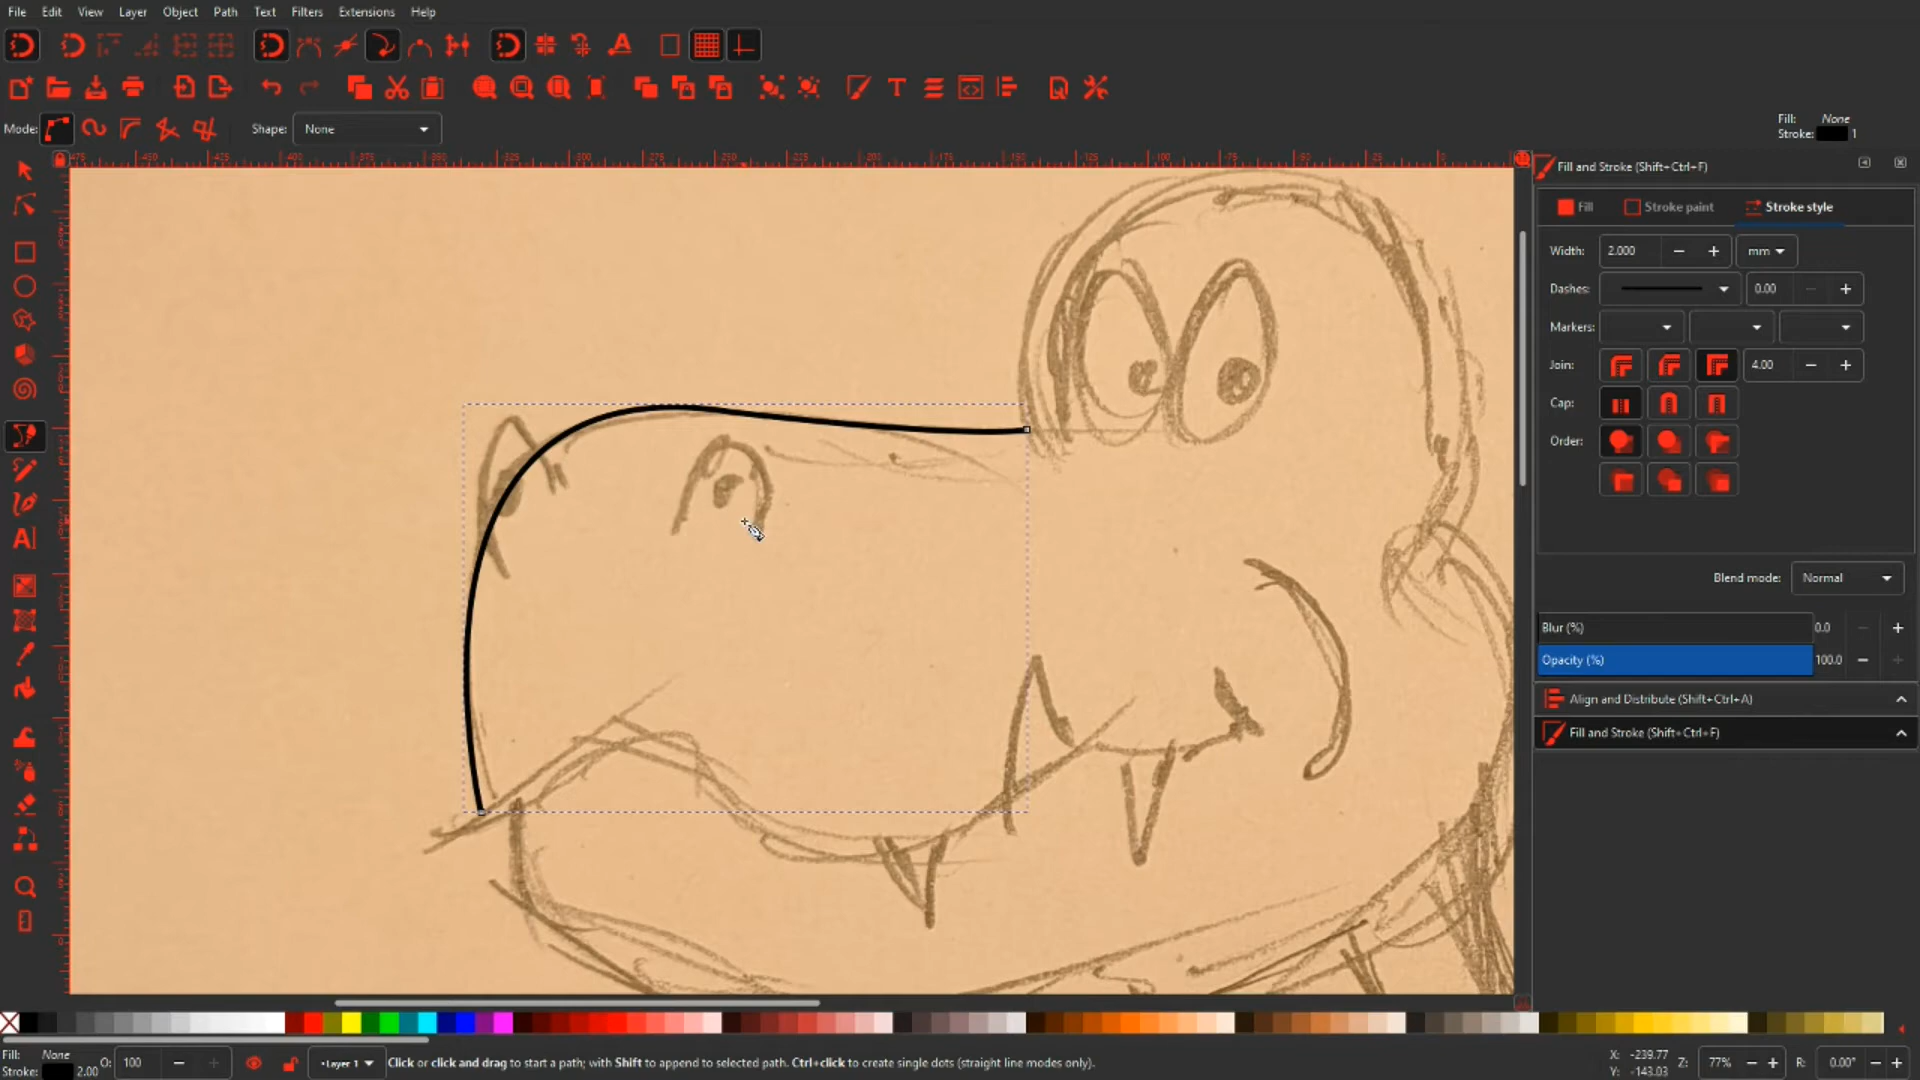 File Edit View Layer Object Path Text Filters Extensions Help
Mode: Shape: None
Fill: None
Stroke: 1
Fill and Stroke (Shift+Ctrl+F)
Fill Stroke paint Stroke style
Width: 2.000 mm
Dashes: 0.00
Markers:
Join: 4.00
Cap:
Order:
Blend mode: Normal
Blur (%) 0.0
Opacity (%) 100.0
Align and Distribute (Shift+Ctrl+A)
Fill and Stroke (Shift+Ctrl+F)
Fill: None O: 100
Stroke: 2.00
•Layer 1
Click or click and drag to start a path; with Shift to append to selected path. Ctrl+click to create single dots (straight line modes only).
X: -239.77
Y: -143.03
Z: 77% R: 0.00°